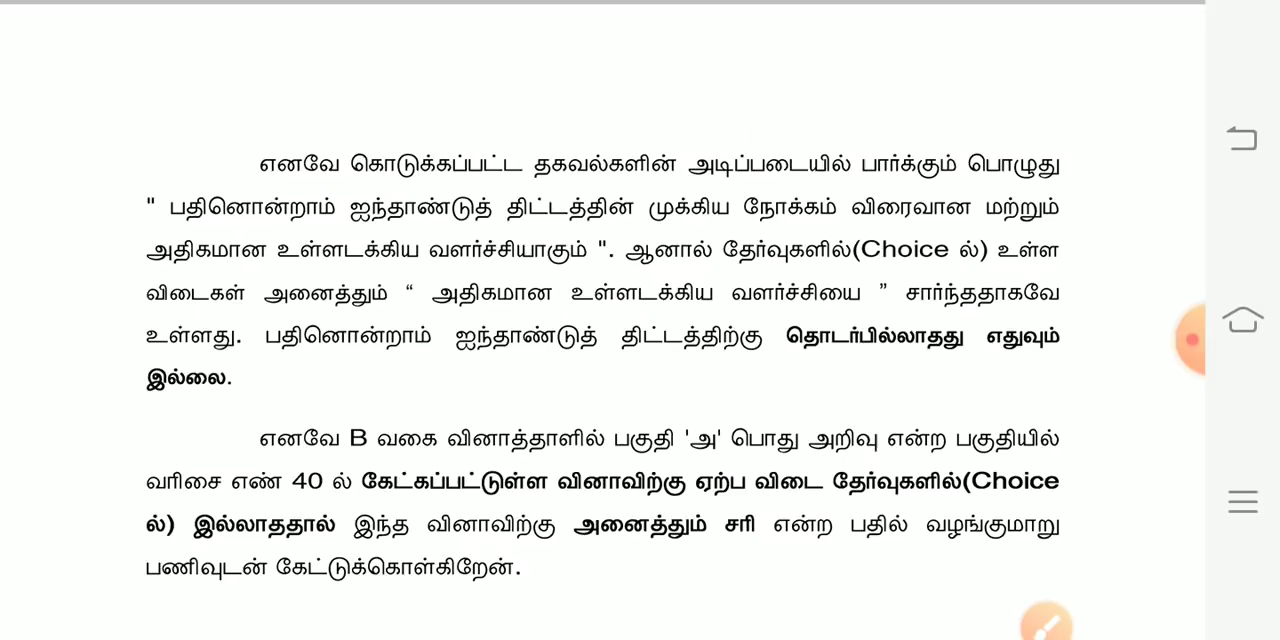 எனவே கொடுக்கப்பட்ட தகவல்களின் அடிப்படையில் பார்க்கும் பொழுது
" பதினொன்றாம் ஐந்தாண்டுத் திட்டத்தின் முக்கிய நோக்கம் விரைவான மற்றும்
அதிகமான உள்ளடக்கிய வளர்ச்சியாகும் ". ஆனால் தேர்வுகளில்(Choice ல்) உள்ள
விடைகள் அனைத்தும் “ அதிகமான உள்ளடக்கிய வளர்ச்சியை ” சார்ந்ததாகவே
உள்ளது. பதினொன்றாம் ஐந்தாண்டுத் திட்டத்திற்கு தொடர்பில்லாதது எதுவும்
இல்லை.
எனவே B வகை வினாத்தாளில் பகுதி 'அ' பொது அறிவு என்ற பகுதியில்
வரிசை எண் 40 ல் கேட்கப்பட்டுள்ள வினாவிற்கு ஏற்ப விடை தேர்வுகளில்(Choice
ல்) இல்லாததால் இந்த வினாவிற்கு அனைத்தும் சரி என்ற பதில் வழங்குமாறு
பணிவுடன் கேட்டுக்கொள்கிறேன்.